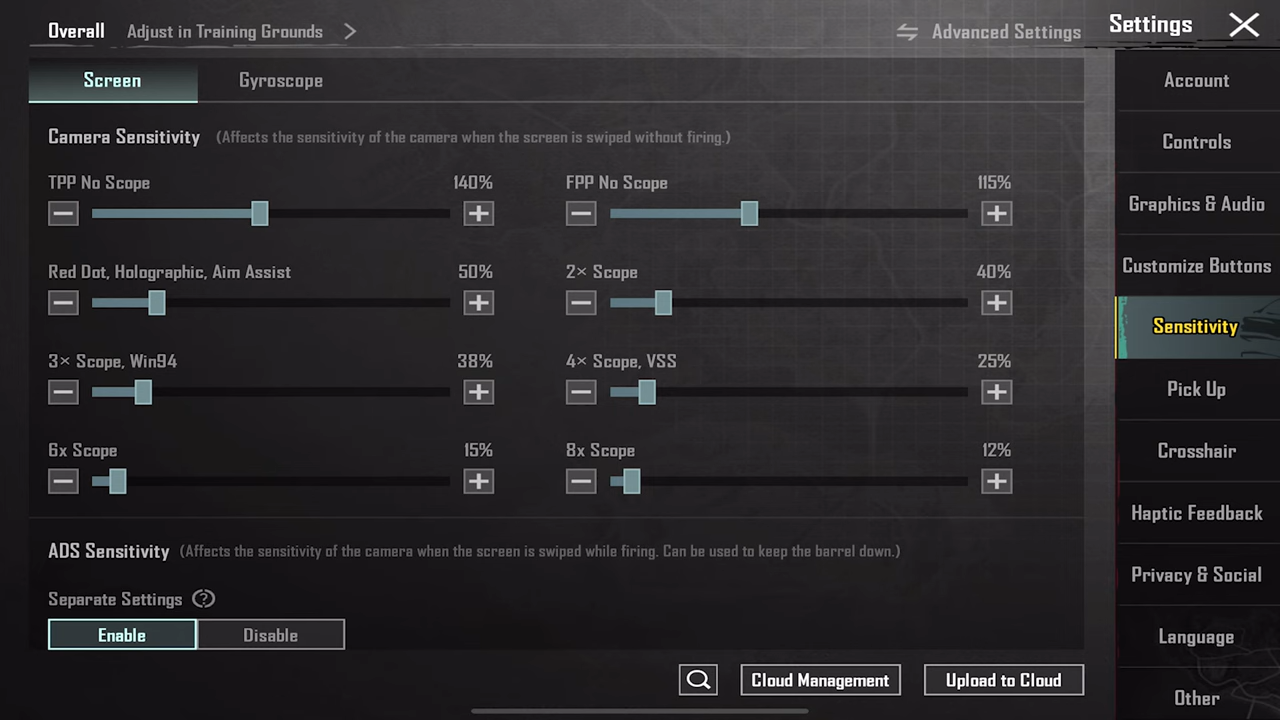 Overall Adjust in Training Grounds Advanced Settings Settings
Screen Gyroscope
Camera Sensitivity (Affects the sensitivity of the camera when the screen is swiped without firing.)
TPP No Scope 140% FPP No Scope 115%
Red Dot, Holographic, Aim Assist 50% 2× Scope 40%
3× Scope, Win94 38% 4× Scope, VSS 25%
6x Scope 15% 8x Scope 12%
ADS Sensitivity (Affects the sensitivity of the camera when the screen is swiped while firing. Can be used to keep the barrel down.)
Separate Settings ?
Enable Disable
Cloud Management Upload to Cloud
Account
Controls
Graphics & Audio
Customize Buttons
Sensitivity
Pick Up
Crosshair
Haptic Feedback
Privacy & Social
Language
Other